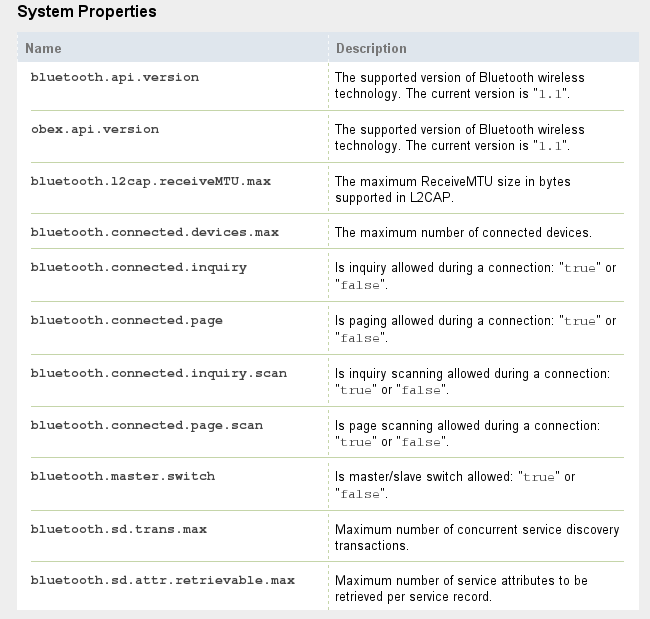 System Properties
Name Description
bluetooth.api.version The supported version of Bluetooth wireless
technology. The current version is "1.1".
obex.api.version The supported version of Bluetooth wireless
technology. The current version is "1.1".
bluetooth.l2cap.receiveMTU.max The maximum ReceiveMTU size in bytes
supported in L2CAP.
bluetooth.connected.devices.max The maximum number of connected devices.
bluetooth.connected.inquiry Is inquiry allowed during a connection: "true" or
"false".
bluetooth.connected.page Is paging allowed during a connection: "true" or
"false".
bluetooth.connected.inquiry.scan Is inquiry scanning allowed during a connection:
"true" or "false".
bluetooth.connected.page.scan Is page scanning allowed during a connection:
"true" or "false".
bluetooth.master.switch Is master/slave switch allowed: "true" or
"false".
bluetooth.sd.trans.max Maximum number of concurrent service discovery
transactions.
bluetooth.sd.attr.retrievable.max Maximum number of service attributes to be
retrieved per service record.